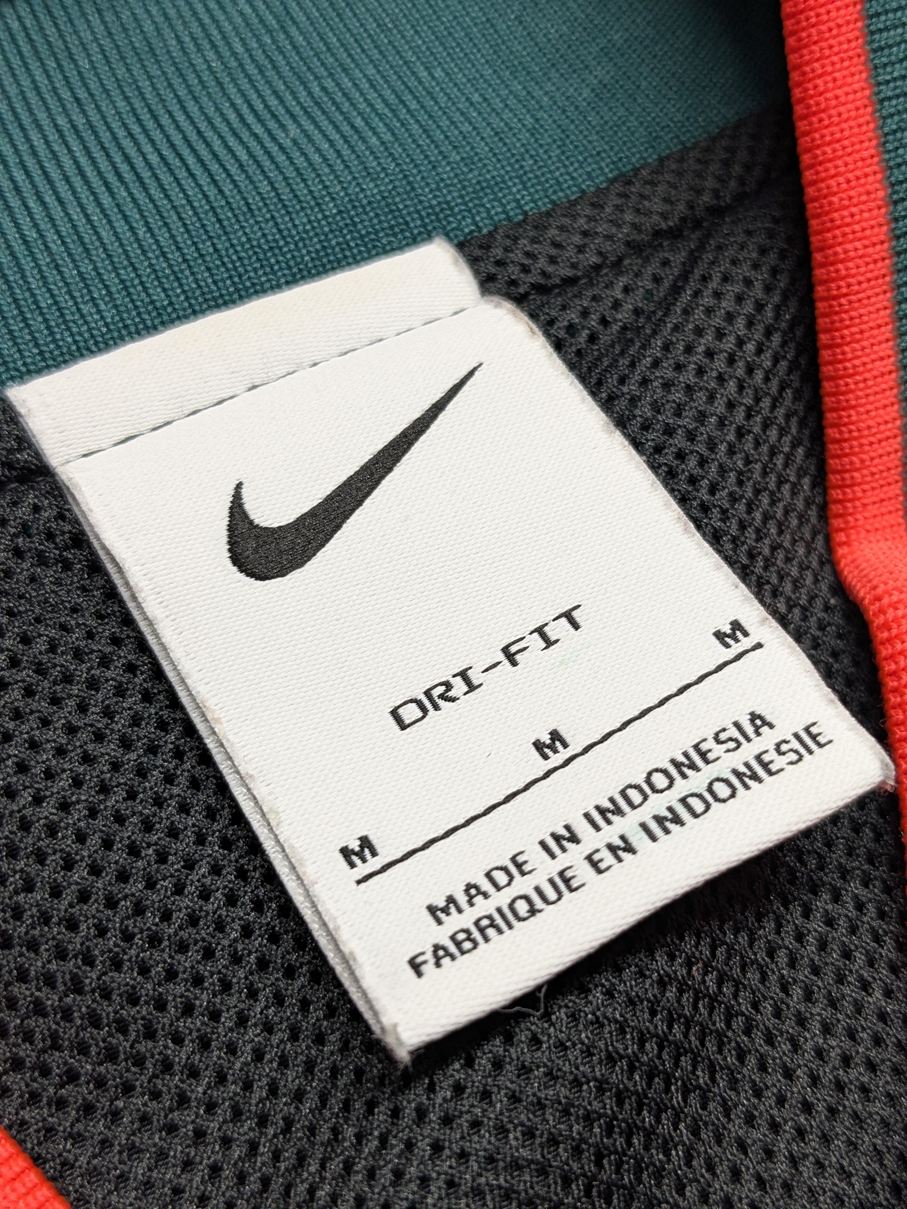 DRI-FIT
M M M
MADE IN INDONESIA
FABRIQUE EN INDONESIE